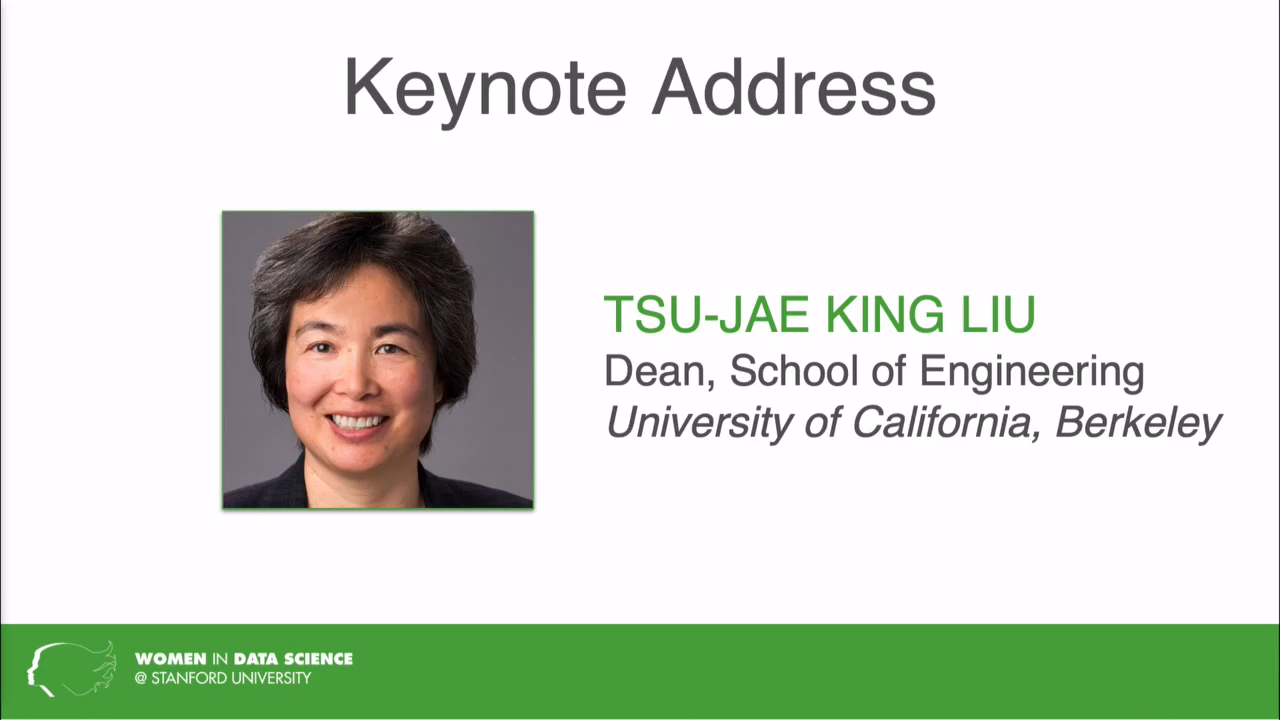 Keynote Address
TSU-JAE KING LIU
Dean, School of Engineering
University of California, Berkeley
WOMEN IN DATA SCIENCE
@ STANFORD UNIVERSITY